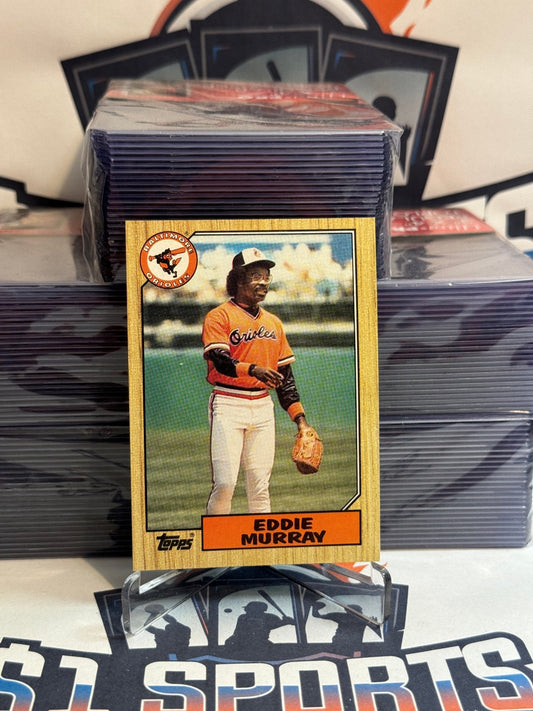 BALTIMORE
ORIOLES
Orioles
Topps®
EDDIE
MURRAY
$1 SPORTS